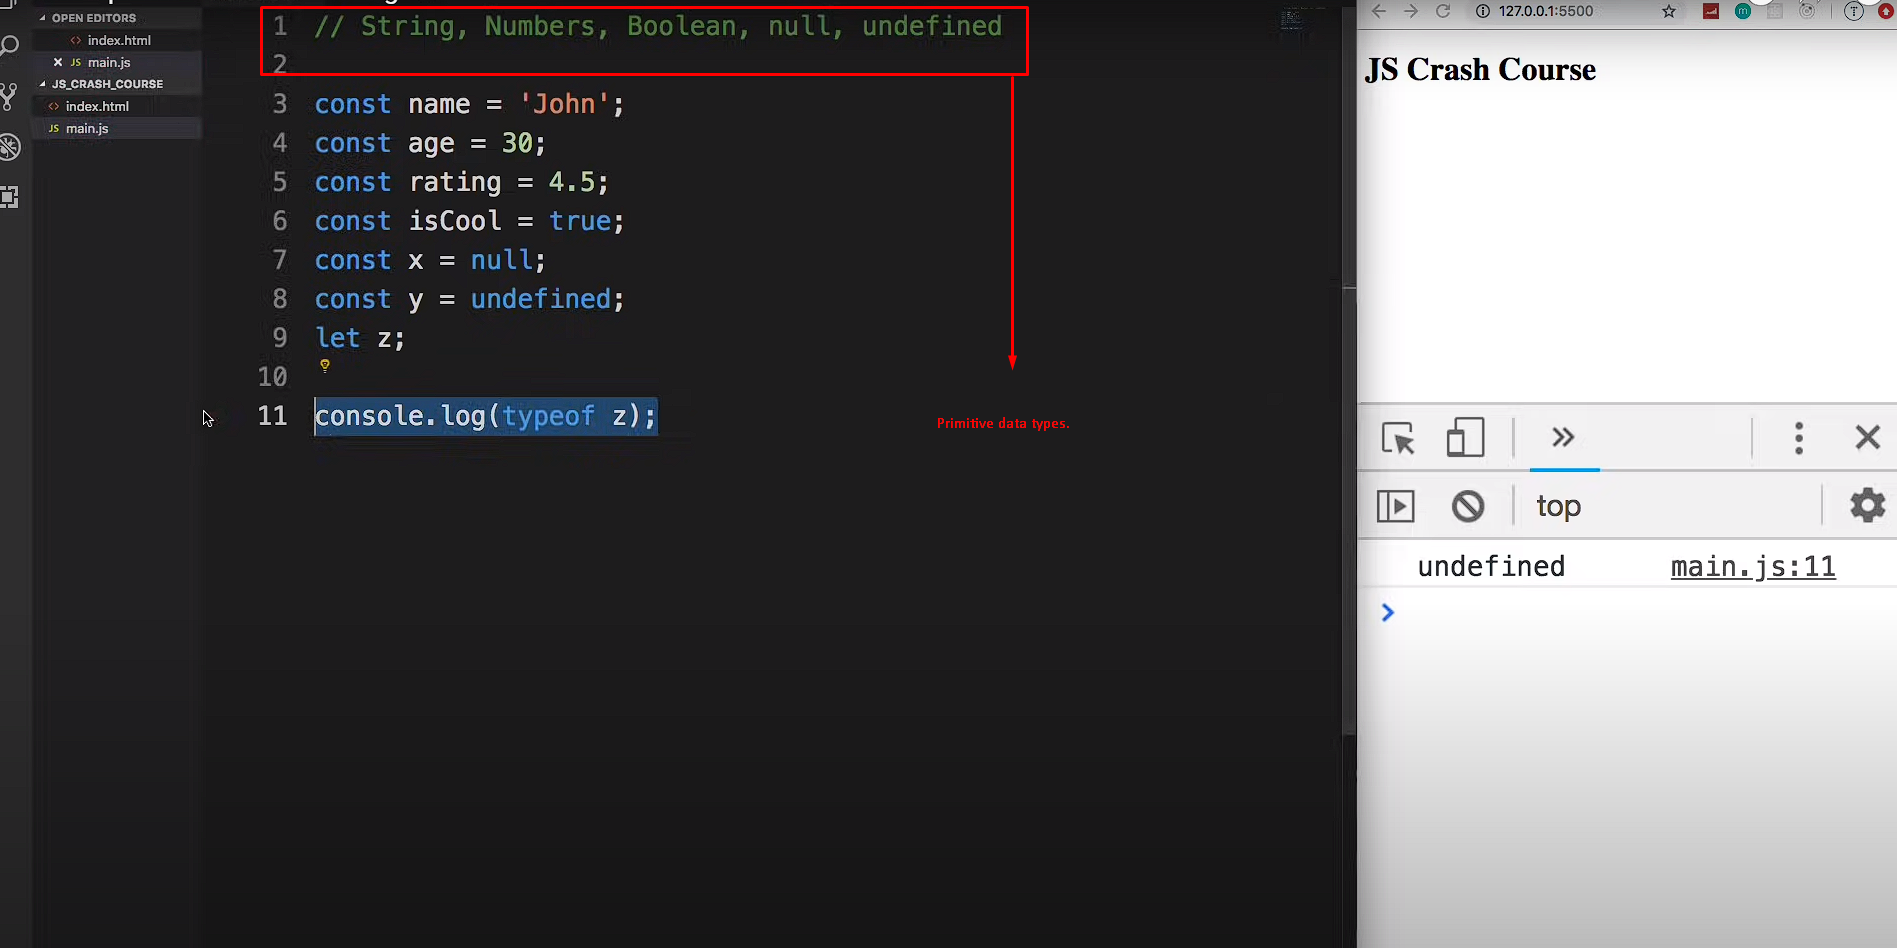 OPEN EDITORS
index.html
JS main.js
JS_CRASH_COURSE
index.html
JS main.js
1 // String, Numbers, Boolean, null, undefined
2
3 const name = 'John';
4 const age = 30;
5 const rating = 4.5;
6 const isCool = true;
7 const x = null;
8 const y = undefined;
9 let z;
10
11 console.log(typeof z);
Primitive data types.
127.0.0.1:5500
JS Crash Course
top
undefined main.js:11